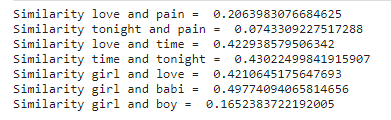 Similarity love and pain =  0.2063983076684625
Similarity tonight and pain =  0.0743309227517288
Similarity love and time =  0.422938579506342
Similarity time and tonight =  0.43022499841915907
Similarity girl and love =  0.4210645175647693
Similarity girl and babi =  0.49774094065814656
Similarity girl and boy =  0.1652383722192005